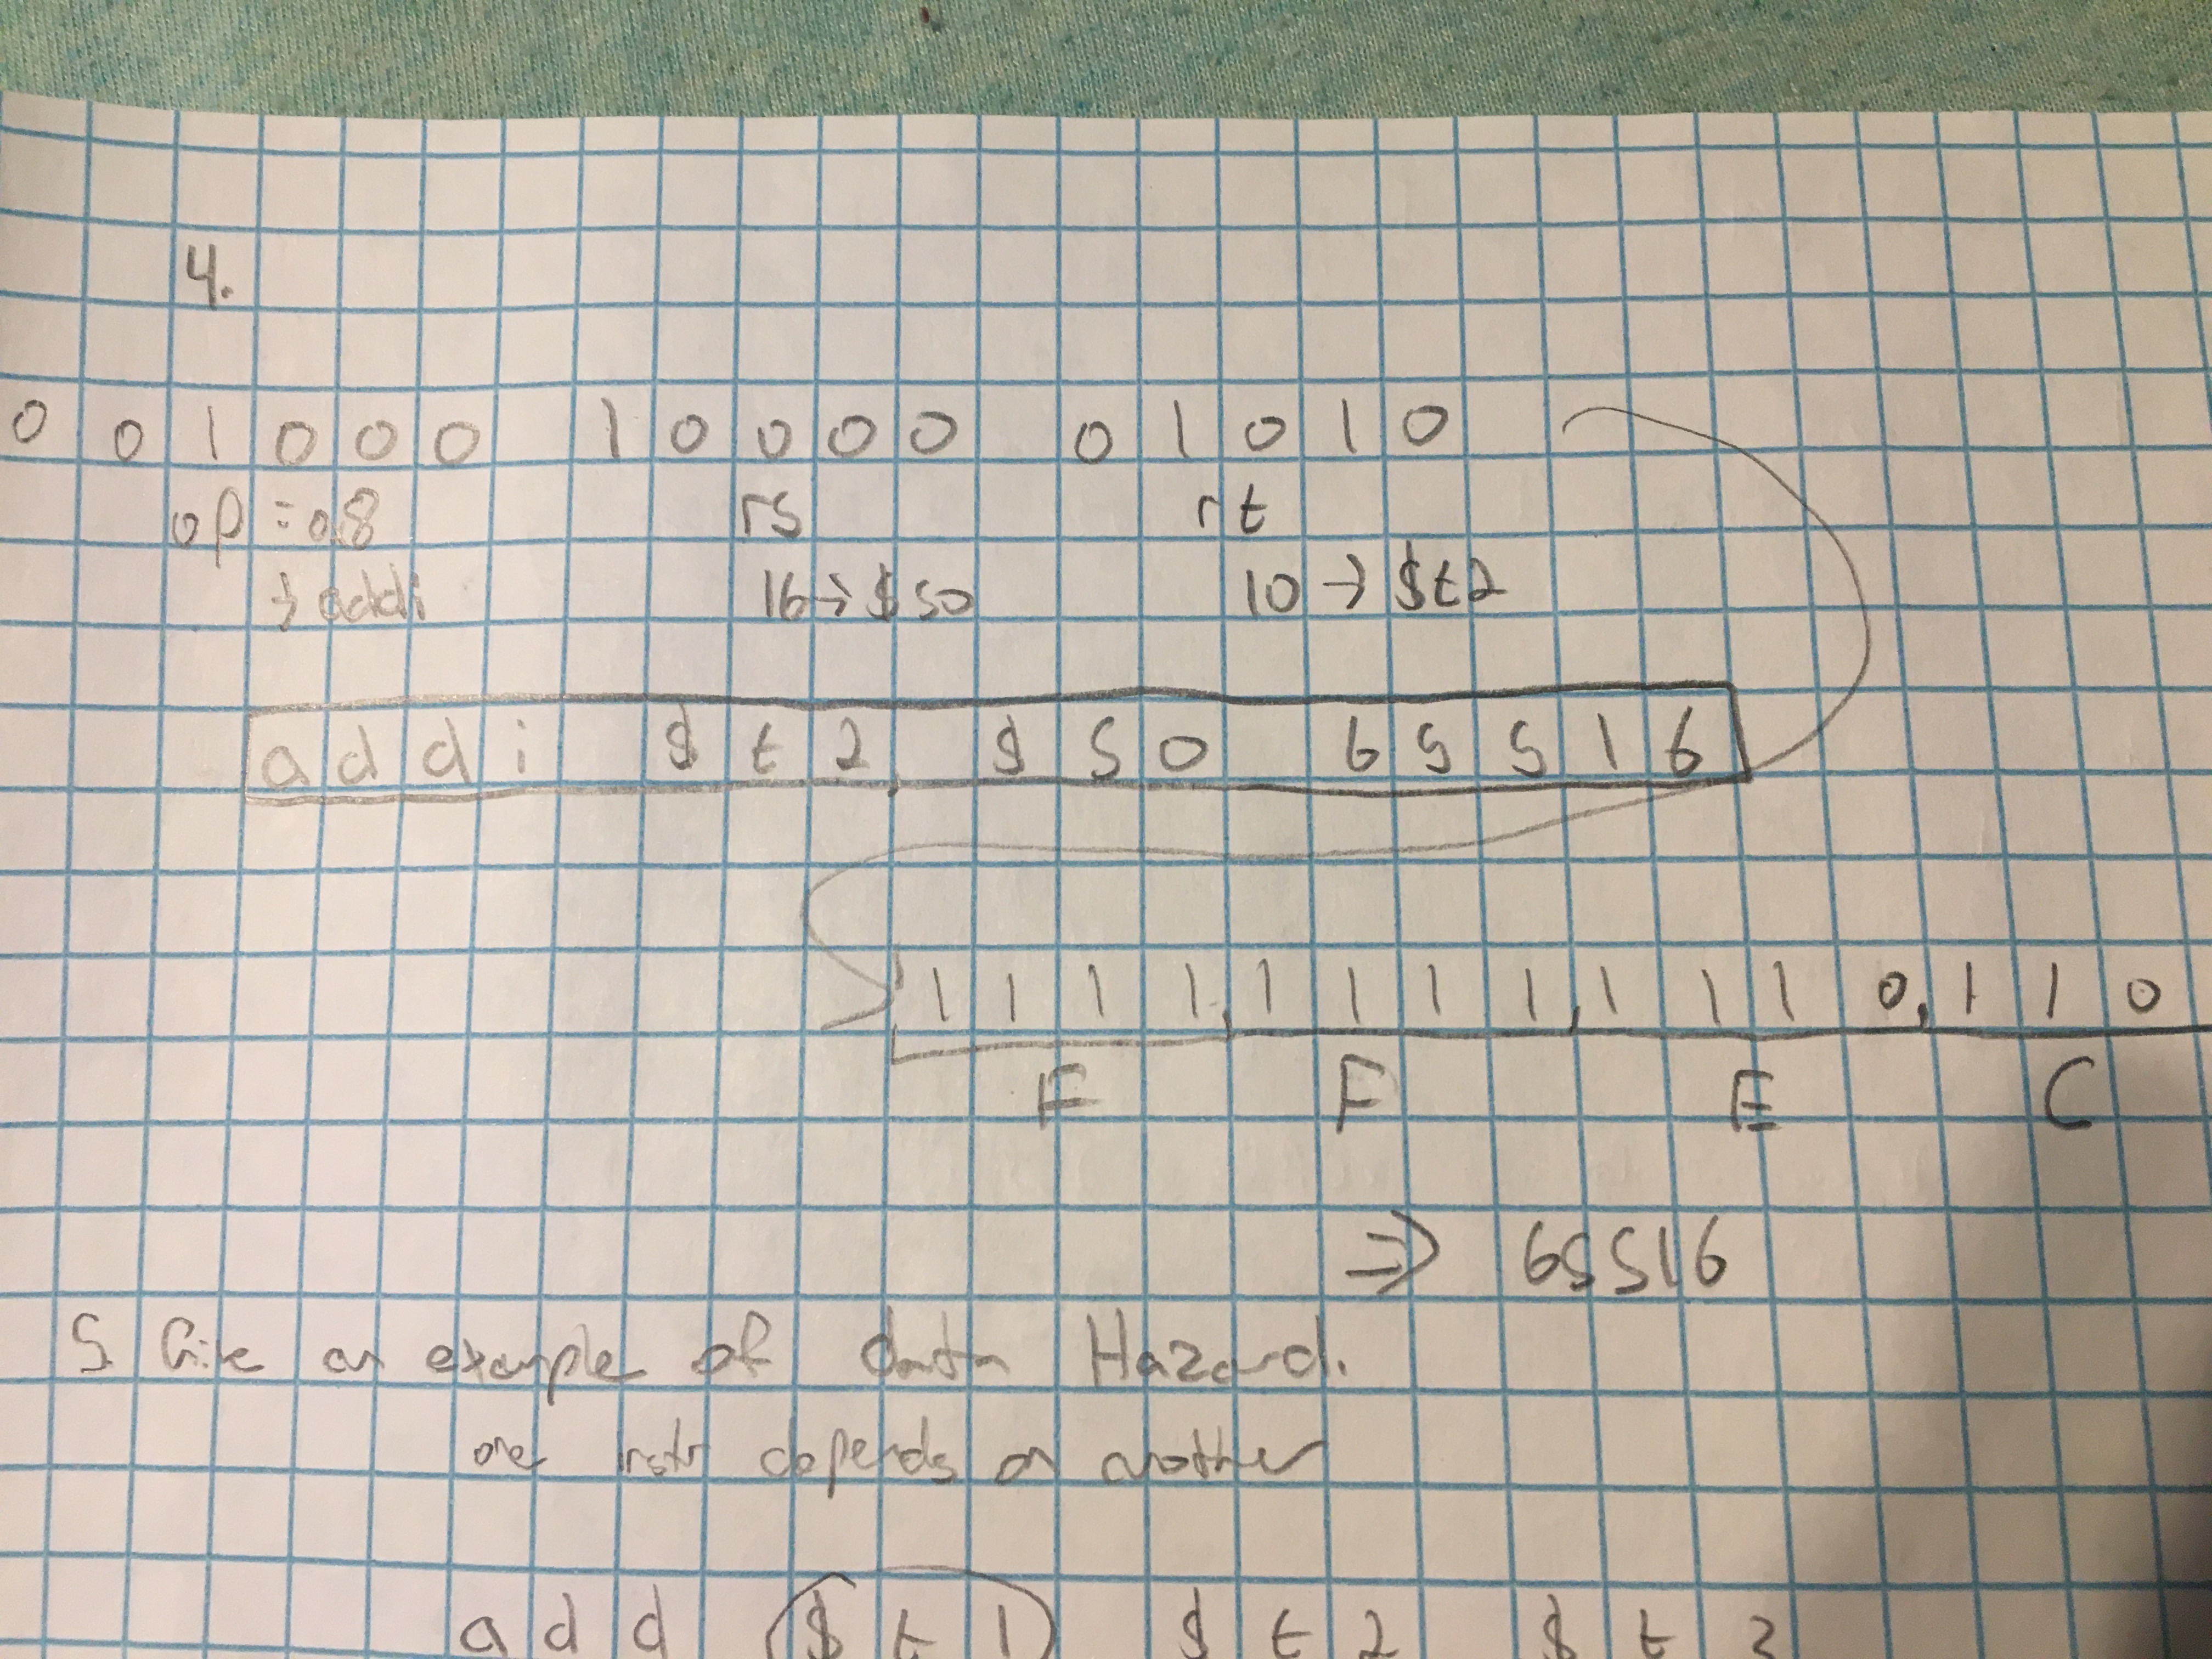 4.
0 0 1 0 0 0 1 0 0 0 0 0 1 0 1 0
op = 08 rs rt
↳ addi 16→$s0 10→$t2
addi $t2 $s0 65516
1 1 1 1 1 1 1 1 1 1 1 0 1 1 0
F F E C
⇒ 65516
5. Give an example of data Hazard.
one instr depends on another
add $t1 $t2 $t3